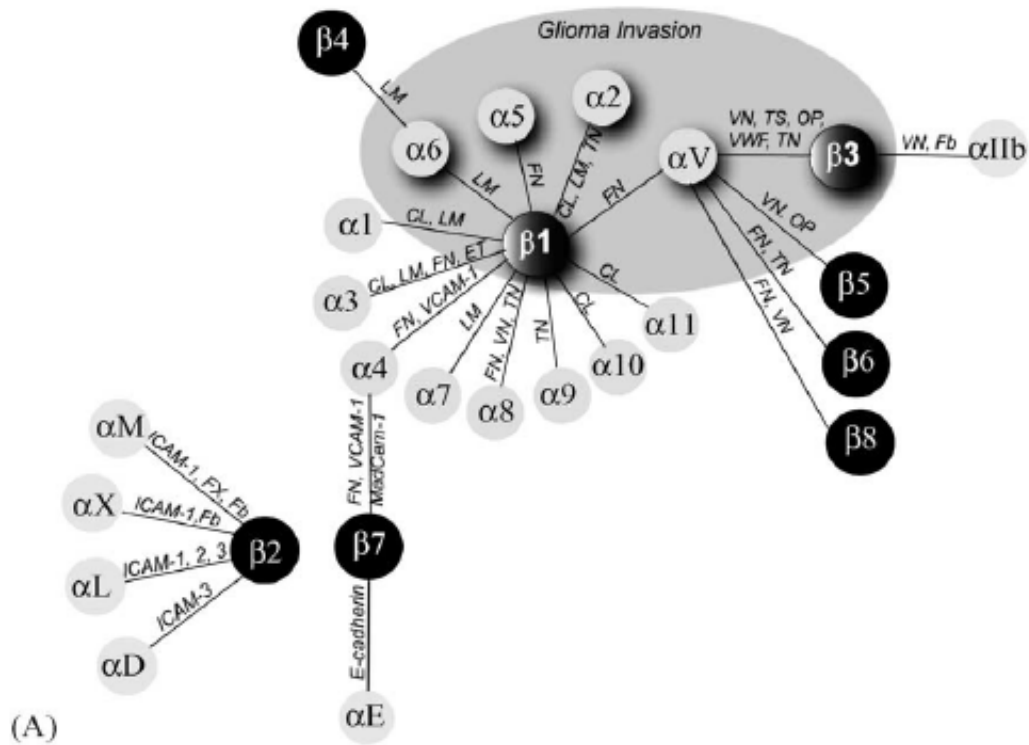 β4
Glioma Invasion
LM
α6
α5
α2
FN
LM
CL, LM, TN
αV
VN, TS, OP,
VWF, TN
β3
VN, Fb
αIIb
FN
α1
CL, LM
β1
VN, OP
α3
CL, LM, FN, ET
CL
FN, TN
β5
FN, VCAM-1
LM
FN, VN, TN
TN
CL
α11
FN, VN
α4
α7
α8
α9
α10
β6
β8
αM
ICAM-1, FX, Fb
FN, VCAM-1
MadCam-1
αX
ICAM-1,Fb
β2
β7
αL
ICAM-1, 2, 3
ICAM-3
αD
E-cadherin
αE
(A)